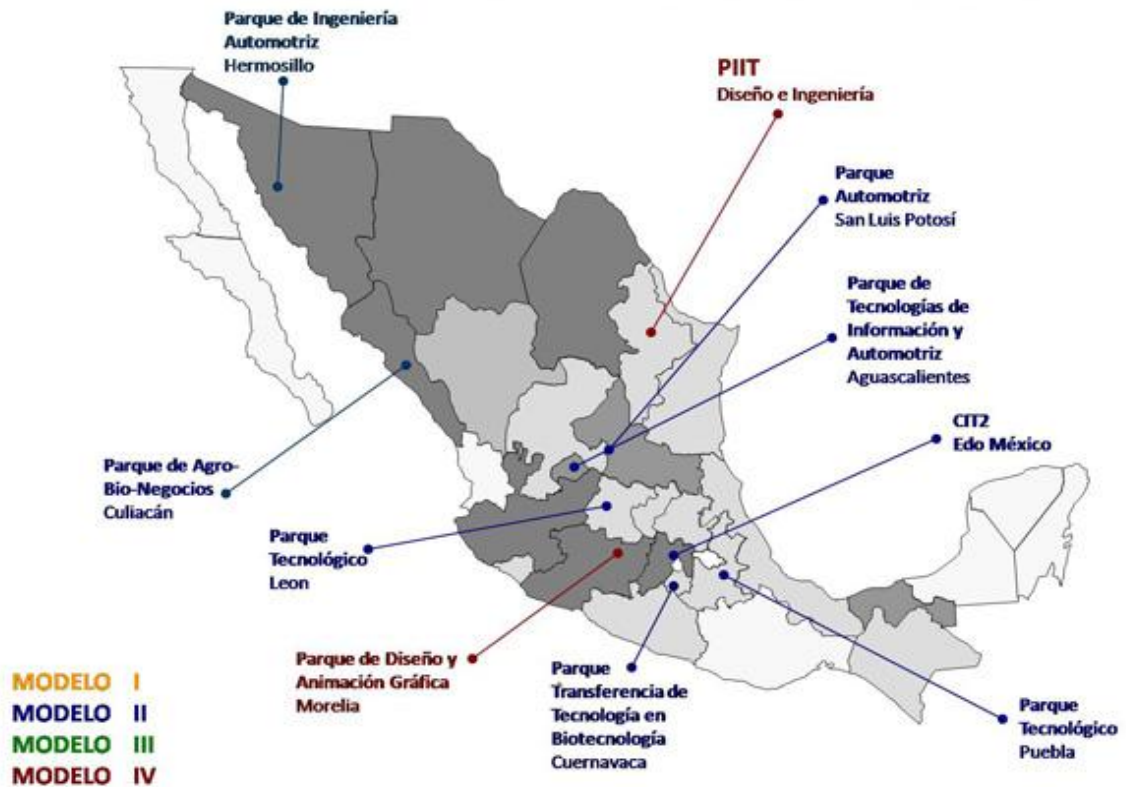 Parque de Ingeniería
Automotriz
Hermosillo
PIIT
Diseño e Ingeniería
Parque
Automotriz
San Luis Potosí
Parque de
Tecnologías de
Información y
Automotriz
Aguascalientes
CIT2
Edo México
Parque de Agro-
Bio-Negocios
Culiacán
Parque
Tecnológico
Leon
Parque de Diseño y
Animación Gráfica
Morelia
Parque
Transferencia de
Tecnología en
Biotecnología
Cuernavaca
Parque
Tecnológico
Puebla
MODELO I
MODELO II
MODELO III
MODELO IV